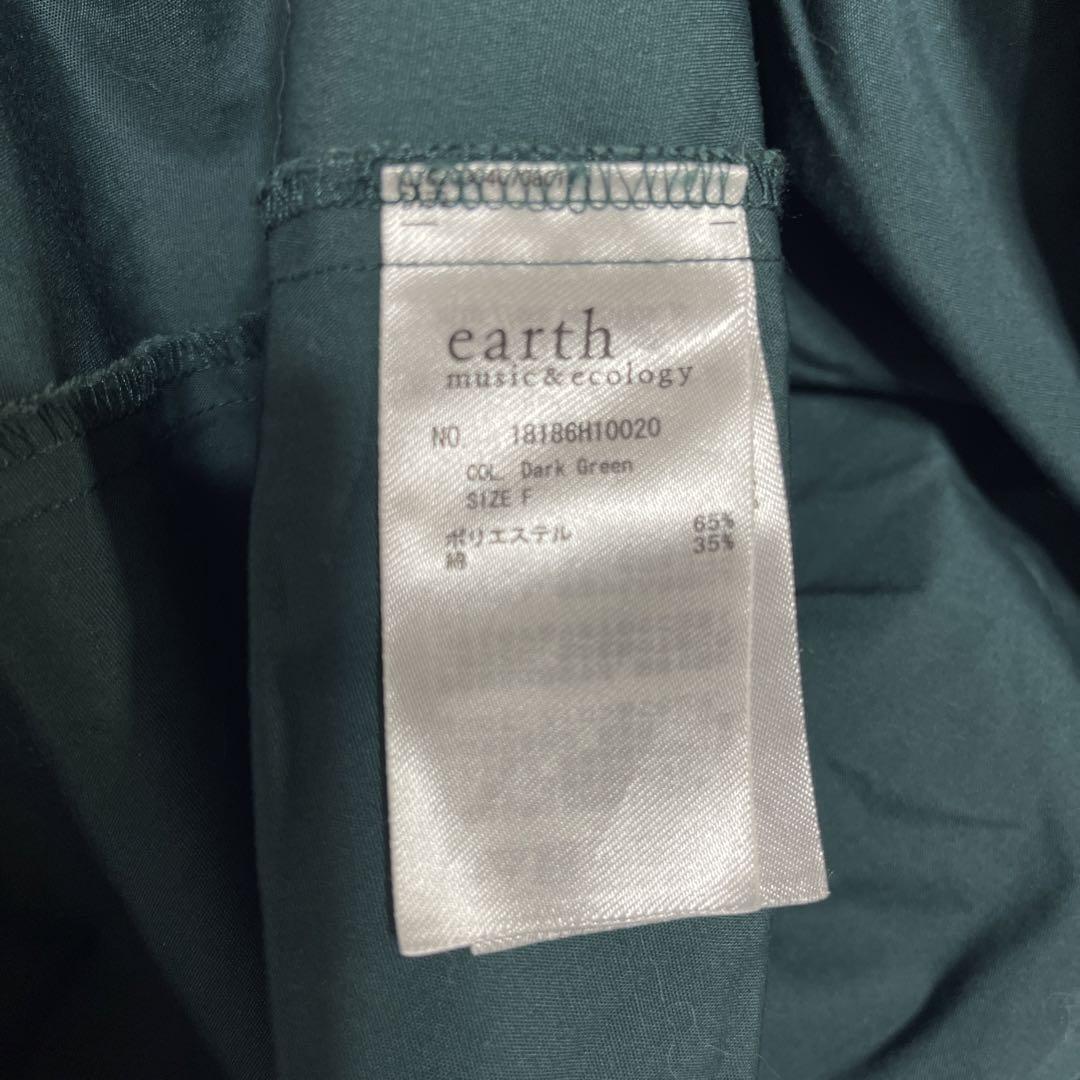 earth
music&ecology
NO. 18186H10020
COL. Dark Green
SIZE F
ポリエステル 65%
綿 35%